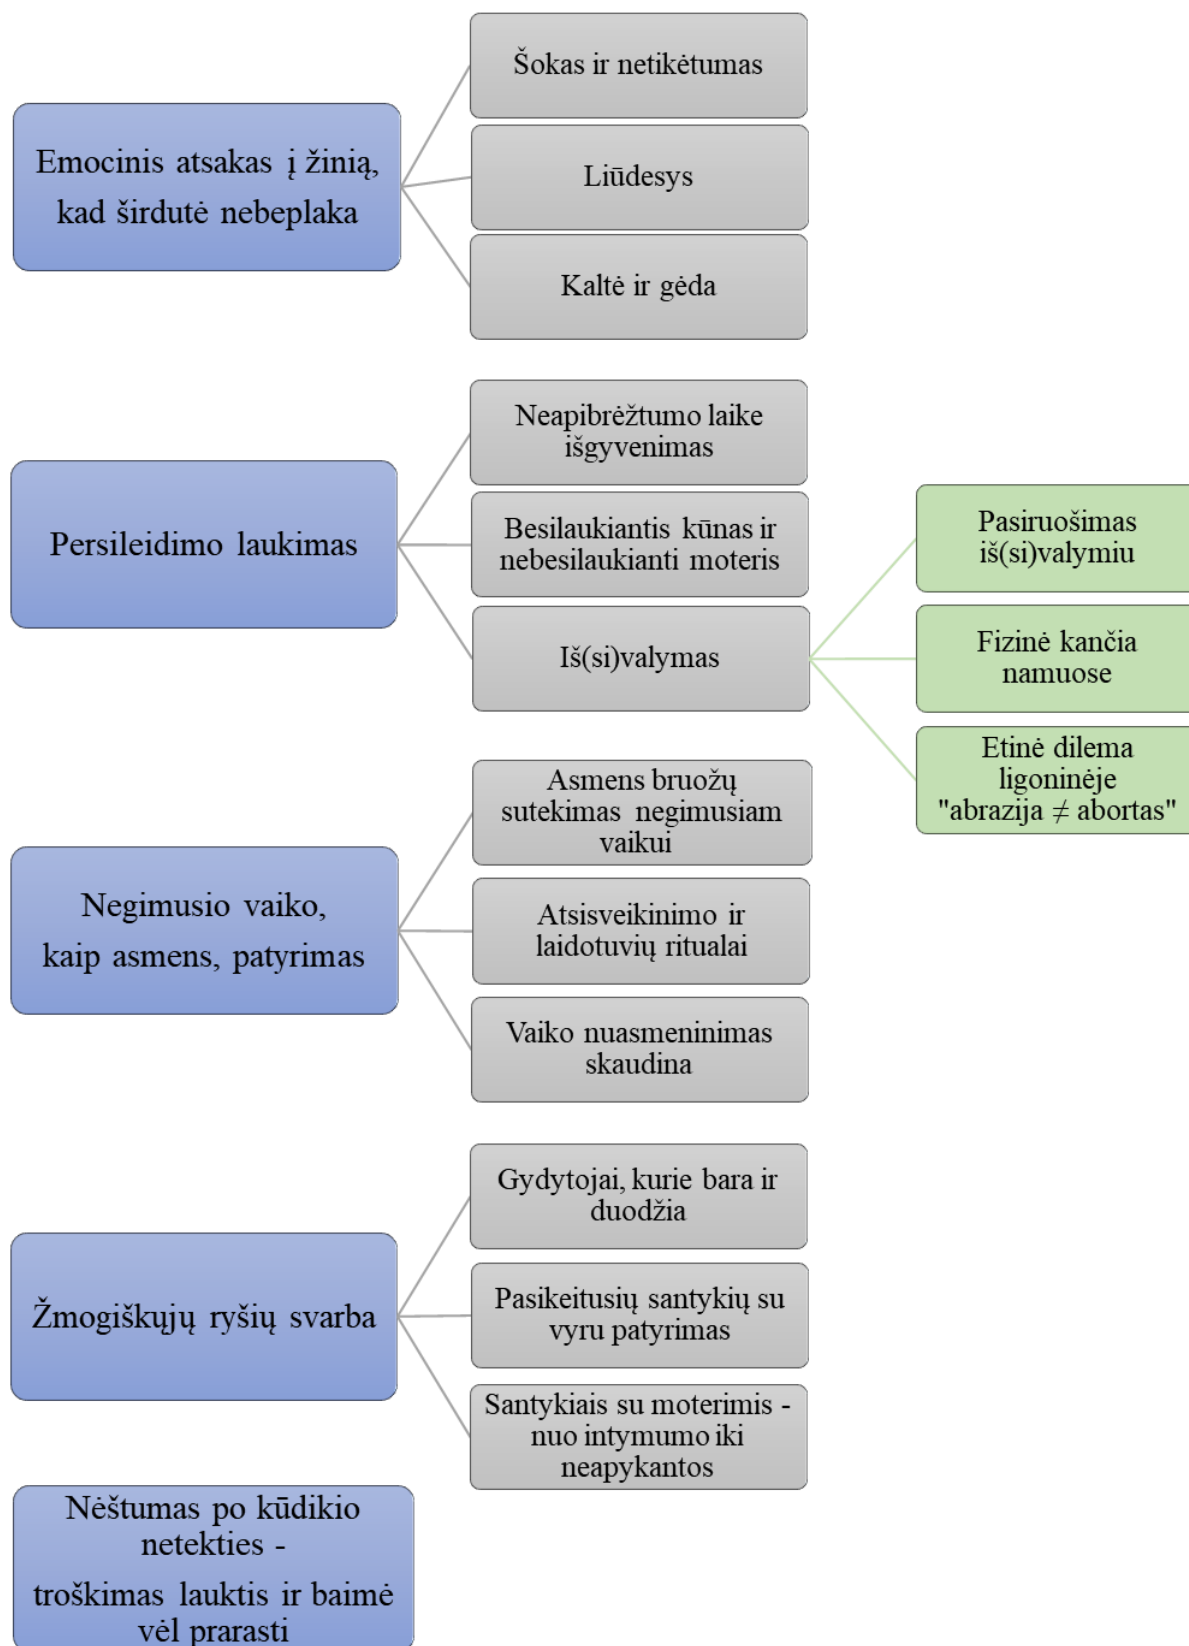 Emocinis atsakas į žinią,
kad širdutė nebeplaka
Šokas ir netikėtumas
Liūdesys
Kaltė ir gėda
Persileidimo laukimas
Neapibrėžtumo laike
išgyvenimas
Besilaukiantis kūnas ir
nebesilaukianti moteris
Iš(si)valymas
Pasiruošimas
iš(si)valymiu
Fizinė kančia
namuose
Etinė dilema
ligoninėje
"abrazija ≠ abortas"
Negimusio vaiko,
kaip asmens, patyrimas
Asmens bruožų
sutekimas negimusiam
vaikui
Atsisveikinimo ir
laidotuvių ritualai
Vaiko nuasmeninimas
skaudina
Žmogiškųjų ryšių svarba
Gydytojai, kurie bara ir
duodžia
Pasikeitusių santykių su
vyru patyrimas
Santykiais su moterimis -
nuo intymumo iki
neapykantos
Nėštumas po kūdikio
netekties -
troškimas lauktis ir baimė
vėl prarasti